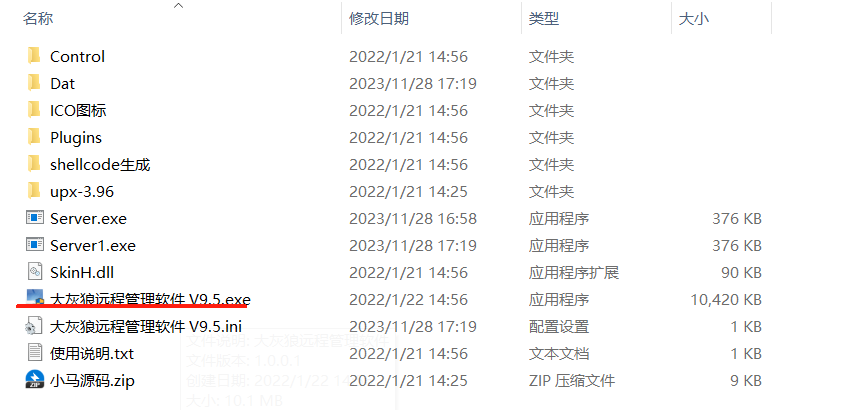 名称 修改日期 类型 大小
Control 2022/1/21 14:56 文件夹
Dat 2023/11/28 17:19 文件夹
ICO图标 2022/1/21 14:56 文件夹
Plugins 2022/1/21 14:56 文件夹
shellcode生成 2022/1/21 14:56 文件夹
upx-3.96 2022/1/21 14:25 文件夹
Server.exe 2023/11/28 16:58 应用程序 376 KB
Server1.exe 2023/11/28 17:19 应用程序 376 KB
SkinH.dll 2022/1/21 14:56 应用程序扩展 90 KB
大灰狼远程管理软件 V9.5.exe 2022/1/22 14:56 应用程序 10,420 KB
大灰狼远程管理软件 V9.5.ini 2023/11/28 17:19 配置设置 1 KB
文件说明: 大灰狼远程管理软件
使用说明.txt 2022/1/21 14:56 文本文档 1 KB
文件版本: 1.0.0.1
小马源码.zip 2022/1/21 14:25 ZIP 压缩文件 9 KB
创建日期: 2022/1/22 14
大小: 10.1 MB
ZIP